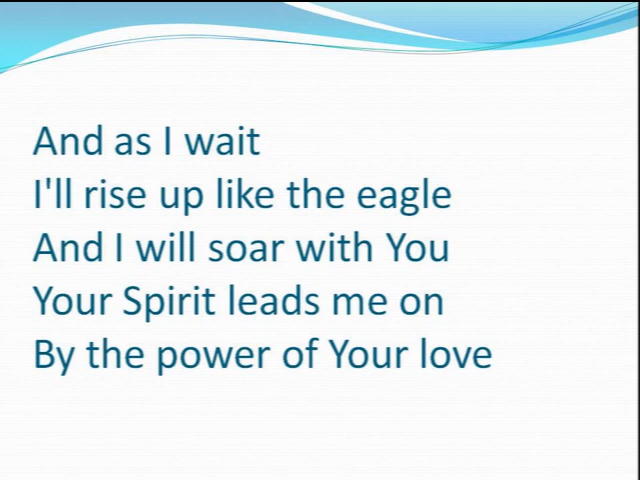 And as I wait
I'll rise up like the eagle
And I will soar with You
Your Spirit leads me on
By the power of Your love